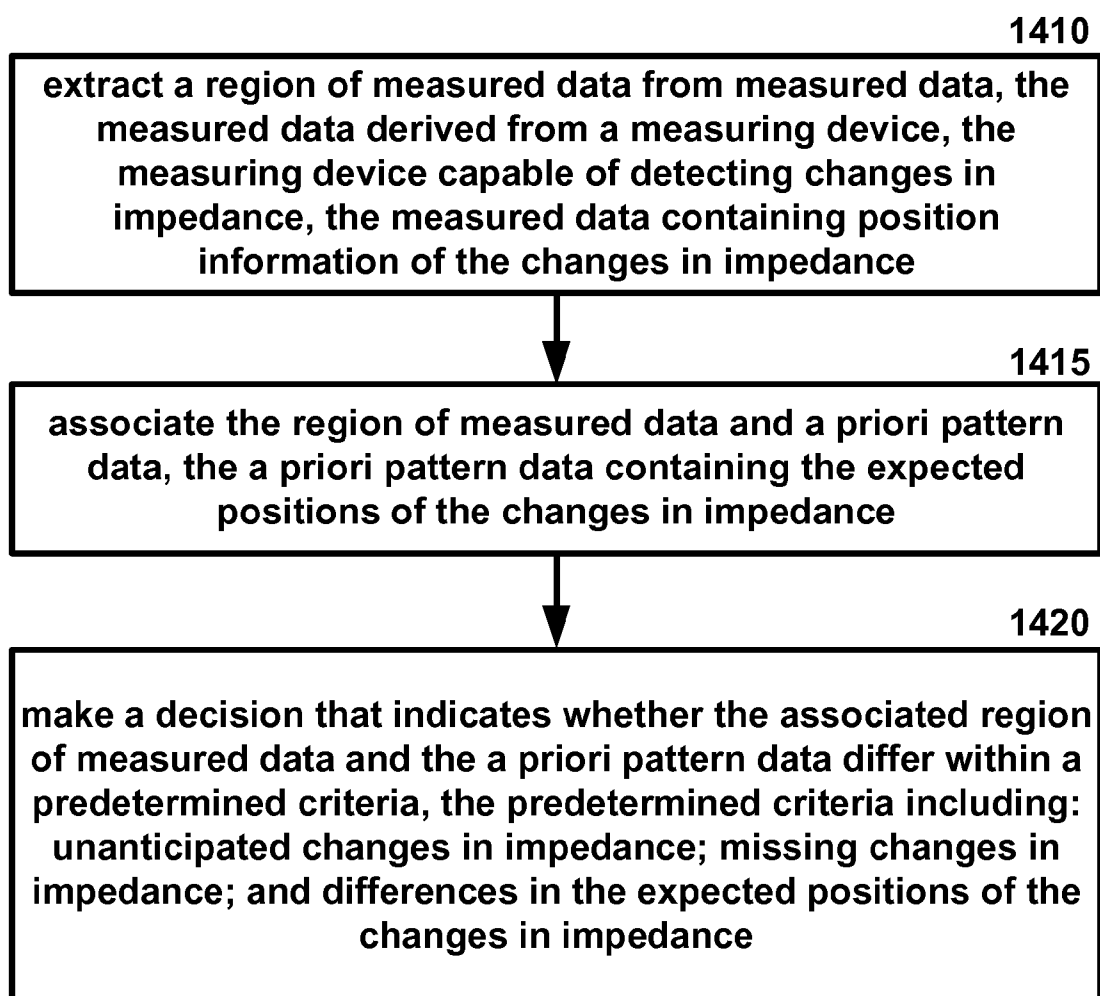 1410
extract a region of measured data from measured data, the
measured data derived from a measuring device, the
measuring device capable of detecting changes in
impedance, the measured data containing position
information of the changes in impedance
1415
associate the region of measured data and a priori pattern
data, the a priori pattern data containing the expected
positions of the changes in impedance
1420
make a decision that indicates whether the associated region
of measured data and the a priori pattern data differ within a
predetermined criteria, the predetermined criteria including:
unanticipated changes in impedance; missing changes in
impedance; and differences in the expected positions of the
changes in impedance